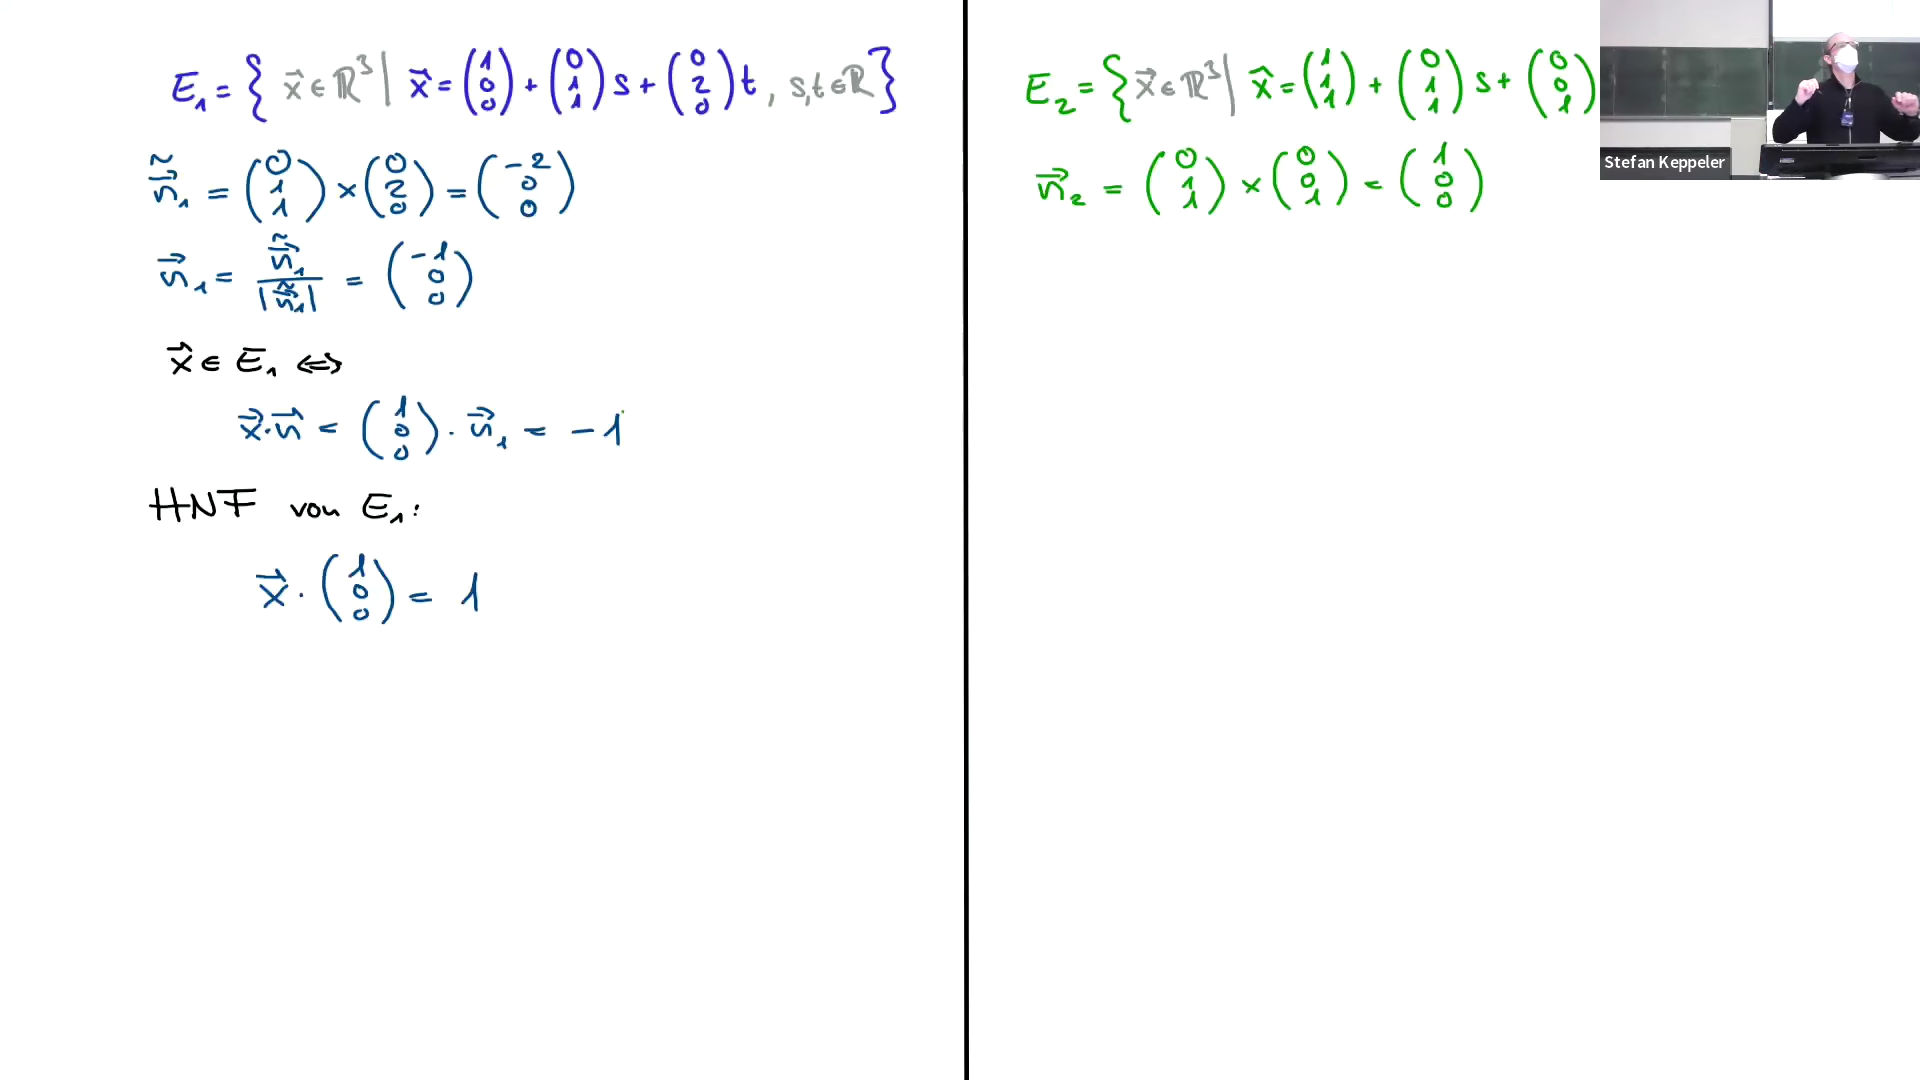 E₁ = { x⃗ ∈ ℝ³ | x⃗ = (1 0 0) + (0 1 1) s + (0 2 0) t , s,t ∈ ℝ }
ñ⃗₁ = (0 1 1) × (0 2 0) = (-2 0 0)
n⃗₁ = ñ⃗₁ / |ñ⃗₁| = (-1 0 0)
x⃗ ∈ E₁ ⇔
x⃗ · n⃗ = (1 0 0) · n⃗₁ = -1
HNF von E₁:
x⃗ · (1 0 0) = 1
E₂ = { x⃗ ∈ ℝ³ | x⃗ = (1 1 1) + (0 1 1) s + (0 0 1)
n⃗₂ = (0 1 1) × (0 0 1) = (1 0 0)
Stefan Keppeler